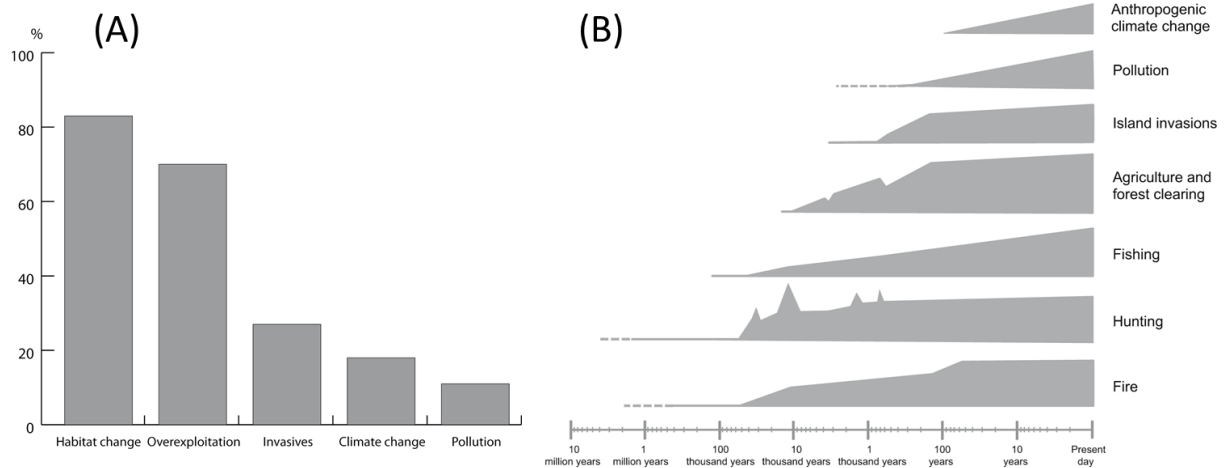 (A)
%
100
80
60
40
20
0
Habitat change
Overexploitation
Invasives
Climate change
Pollution
(B)
Anthropogenic
climate change
Pollution
Island invasions
Agriculture and
forest clearing
Fishing
Hunting
Fire
10
million years
1
million years
100
thousand years
10
thousand years
1
thousand years
100
years
10
years
Present
day